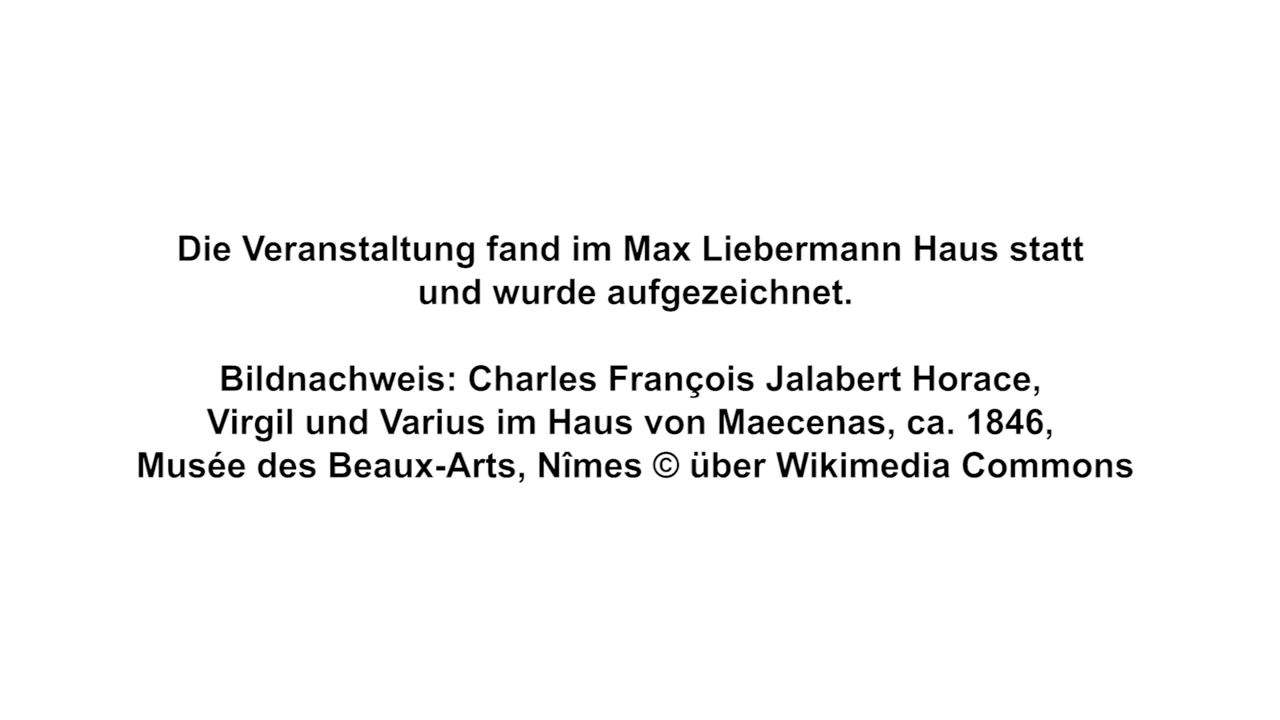 Die Veranstaltung fand im Max Liebermann Haus statt
und wurde aufgezeichnet.
Bildnachweis: Charles François Jalabert Horace,
Virgil und Varius im Haus von Maecenas, ca. 1846,
Musée des Beaux-Arts, Nîmes © über Wikimedia Commons